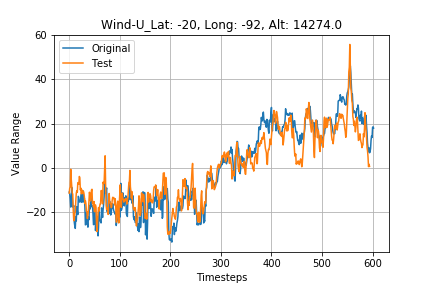 Wind-U_Lat: -20, Long: -92, Alt: 14274.0
Value Range
60
40
20
0
−20
Original
Test
0 100 200 300 400 500 600
Timesteps